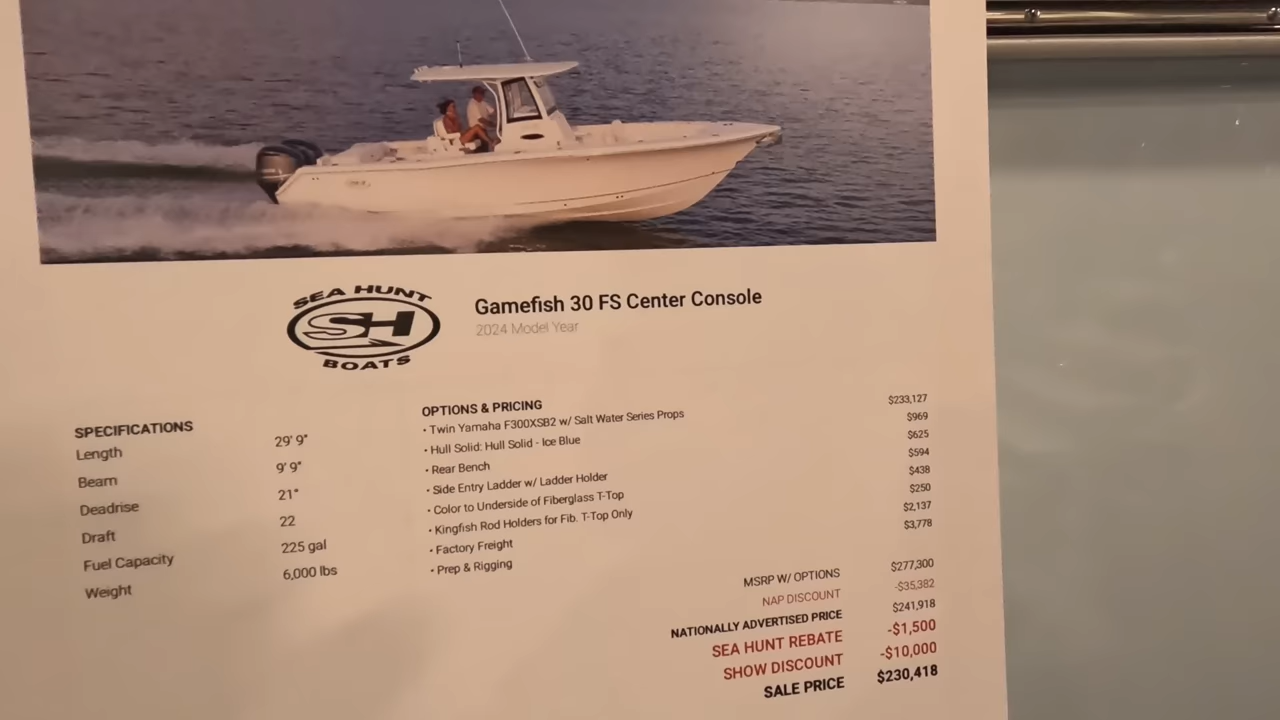 SEA HUNT
SH
BOATS
Gamefish 30 FS Center Console
2024 Model Year
SPECIFICATIONS
Length 29' 9"
Beam 9' 9"
Deadrise 21"
Draft 22
Fuel Capacity 225 gal
Weight 6,000 lbs
OPTIONS & PRICING
• Twin Yamaha F300XSB2 w/ Salt Water Series Props $233,127
• Hull Solid: Hull Solid - Ice Blue $969
• Rear Bench $625
• Side Entry Ladder w/ Ladder Holder $594
• Color to Underside of Fiberglass T-Top $438
• Kingfish Rod Holders for Fib. T-Top Only $250
• Factory Freight $2,137
• Prep & Rigging $3,778
MSRP W/ OPTIONS $277,300
NAP DISCOUNT -$35,382
NATIONALLY ADVERTISED PRICE $241,918
SEA HUNT REBATE -$1,500
SHOW DISCOUNT -$10,000
SALE PRICE $230,418